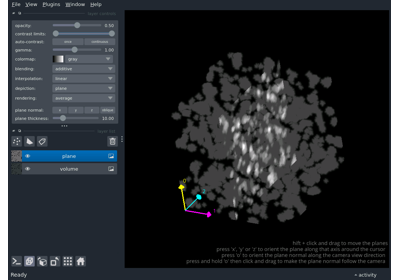 File View Plugins Window Help
opacity: 0.50
contrast limits:
auto-contrast: once continuous
gamma: 1.00
colormap: gray
blending: additive
interpolation: linear
depiction: plane
rendering: average
plane normal: x y z oblique
plane thickness: 10.00
plane
volume
shift + click and drag to move the planes
press 'x', 'y' or 'z' to orient the plane along that axis around the cursor
press 'o' to orient the plane normal along the camera view direction
press and hold 'o' then click and drag to make the plane normal follow the camera
Ready
activity